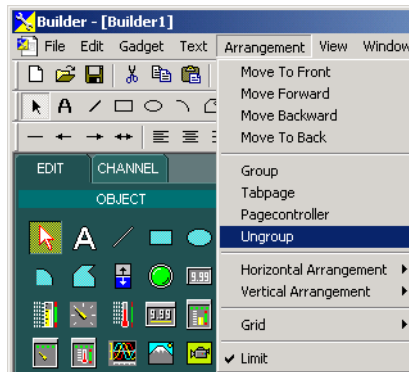 Builder - [Builder1]
File Edit Gadget Text Arrangement View Window
Move To Front
Move Forward
Move Backward
Move To Back
Group
Tabpage
Pagecontroller
Ungroup
Horizontal Arrangement
Vertical Arrangement
Grid
Limit
A
EDIT CHANNEL
OBJECT
A
9.99
9.99